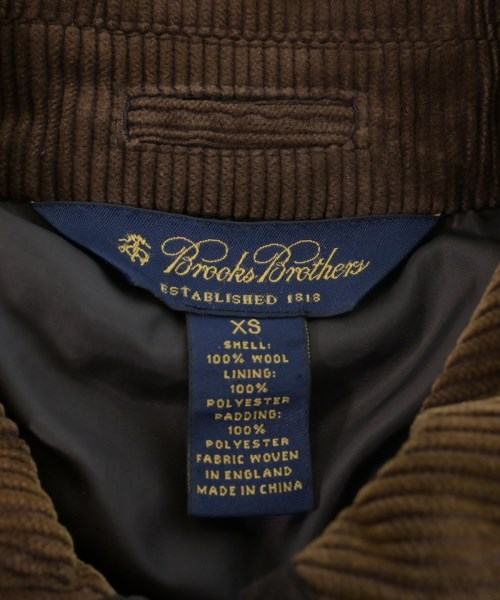 Brooks Brothers
ESTABLISHED 1818
XS
SHELL:
100% WOOL
LINING:
100%
POLYESTER
PADDING:
100%
POLYESTER
FABRIC WOVEN
IN ENGLAND
MADE IN CHINA